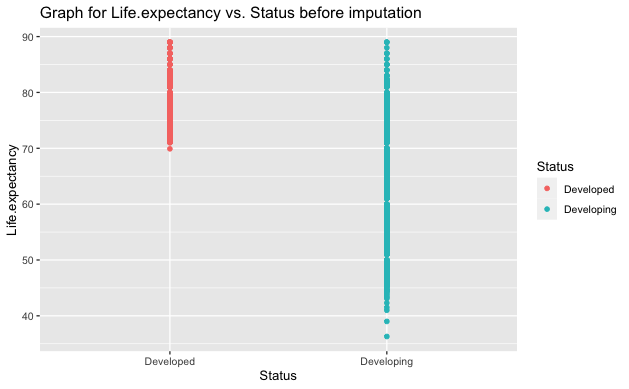 Graph for Life.expectancy vs. Status before imputation
90
80
70
60
50
40
Life.expectancy
Developed
Developing
Status
Status
Developed
Developing